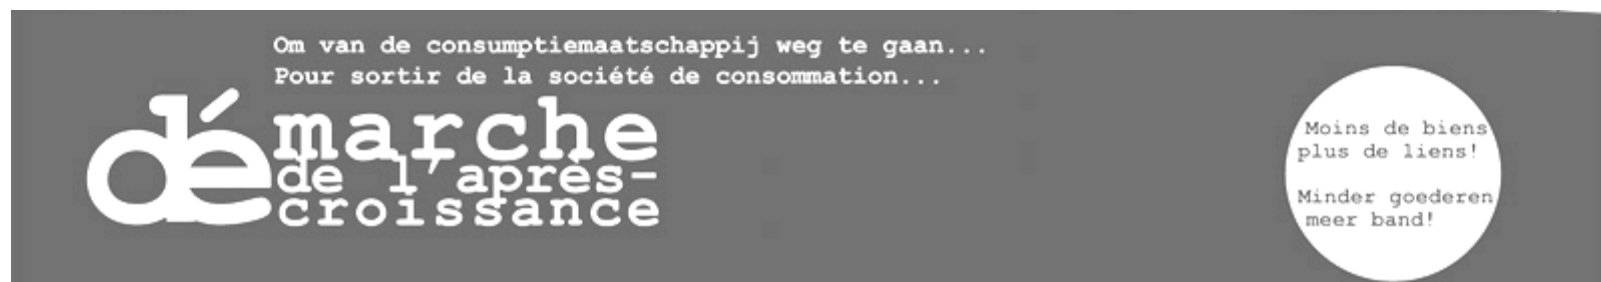 Om van de consumptiemaatschappij weg te gaan...
Pour sortir de la société de consommation...
démarche
de l'après-
croissance
Moins de biens
plus de liens!
Minder goederen
meer band!